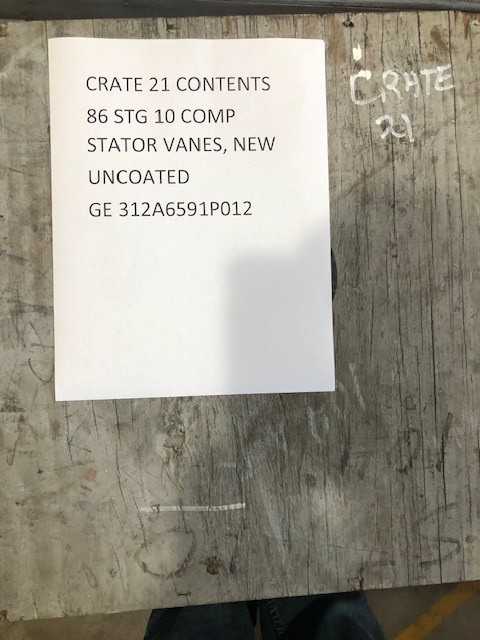 CRATE 21 CONTENTS
86 STG 10 COMP
STATOR VANES, NEW
UNCOATED
GE 312A6591P012
CRATE
21